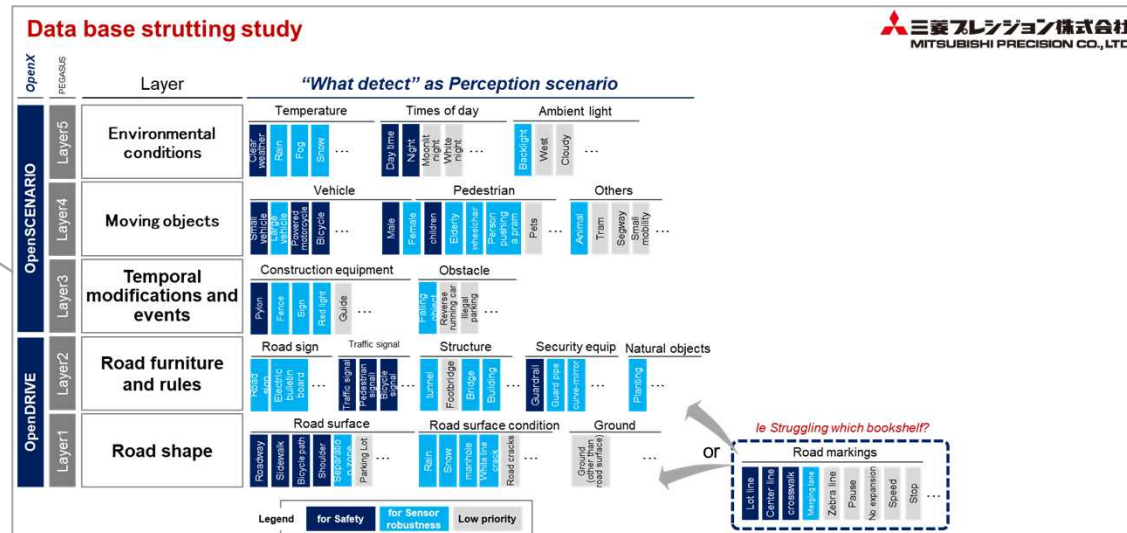 Data base strutting study
三菱プレシジョン株式会社
MITSUBISHI PRECISION CO., LTD
OpenX
PEGASUS
Layer
"What detect" as Perception scenario
OpenSCENARIO
Layer5
Environmental
conditions
Temperature
Clear
weather
Rain
Fog
Snow
...
Times of day
Day time
Night
Moonlit
night
White
night
...
Ambient light
Backlight
West
Cloudy
...
Layer4
Moving objects
Vehicle
Small
vehicle
Large
vehicle
Powered
motorcycle
Bicycle
...
Pedestrian
Male
Female
children
Elderly
wheelchair
Person
pushing
a pram
Pets
...
Others
Animal
Tram
Segway
Small
mobility
...
Layer3
Temporal
modifications and
events
Construction equipment
Pylon
Fence
Sign
Red light
Guide
...
Obstacle
Falling
object
Reverse
running car
Illegal
parking
...
OpenDRIVE
Layer2
Road furniture
and rules
Road sign
Road
sign
Electric
bulletin
board
...
Traffic signal
Traffic signal
Pedestrian
signall
Bicycle
signal
...
Structure
tunnel
Footbridge
Bridge
Building
...
Security equip
Guardrail
Guard pipe
curve-mirror
...
Natural objects
Planting
...
Layer1
Road shape
Road surface
Roadway
Sidewalk
Bicycle path
Shoulder
Separatio
n zone
Parking Lot
...
Road surface condition
Rain
Snow
manhole
White line
crack
Road cracks
...
Ground
Ground
(other than
road surface)
...
or
Ie Struggling which bookshelf?
Road markings
Lot line
Center line
crosswalk
Merging lane
Zebra line
Pause
No expansion
Speed
Stop
...
Legend
for Safety
for Sensor
robustness
Low priority